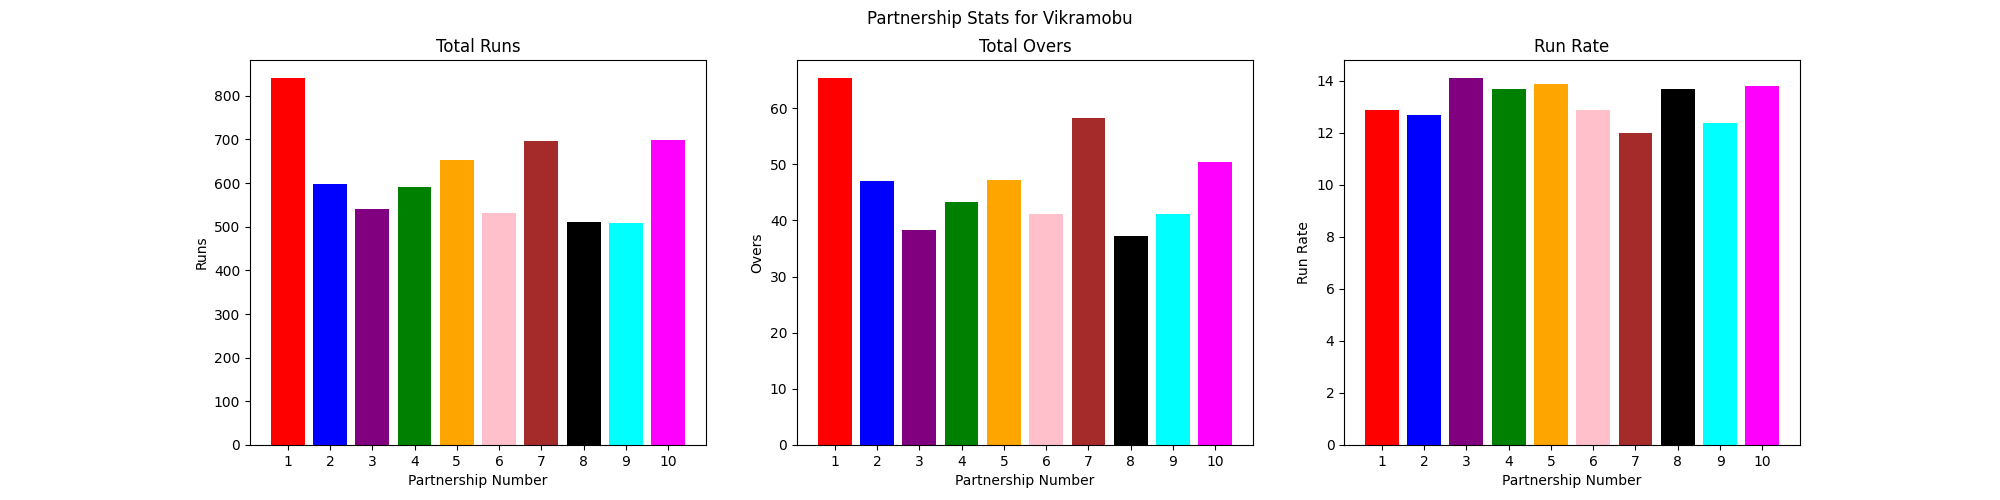 Partnership Stats for Vikramobu
Total Runs
Runs
800
700
600
500
400
300
200
100
0
1 2 3 4 5 6 7 8 9 10
Partnership Number
Total Overs
Overs
60
50
40
30
20
10
0
1 2 3 4 5 6 7 8 9 10
Partnership Number
Run Rate
Run Rate
14
12
10
8
6
4
2
0
1 2 3 4 5 6 7 8 9 10
Partnership Number